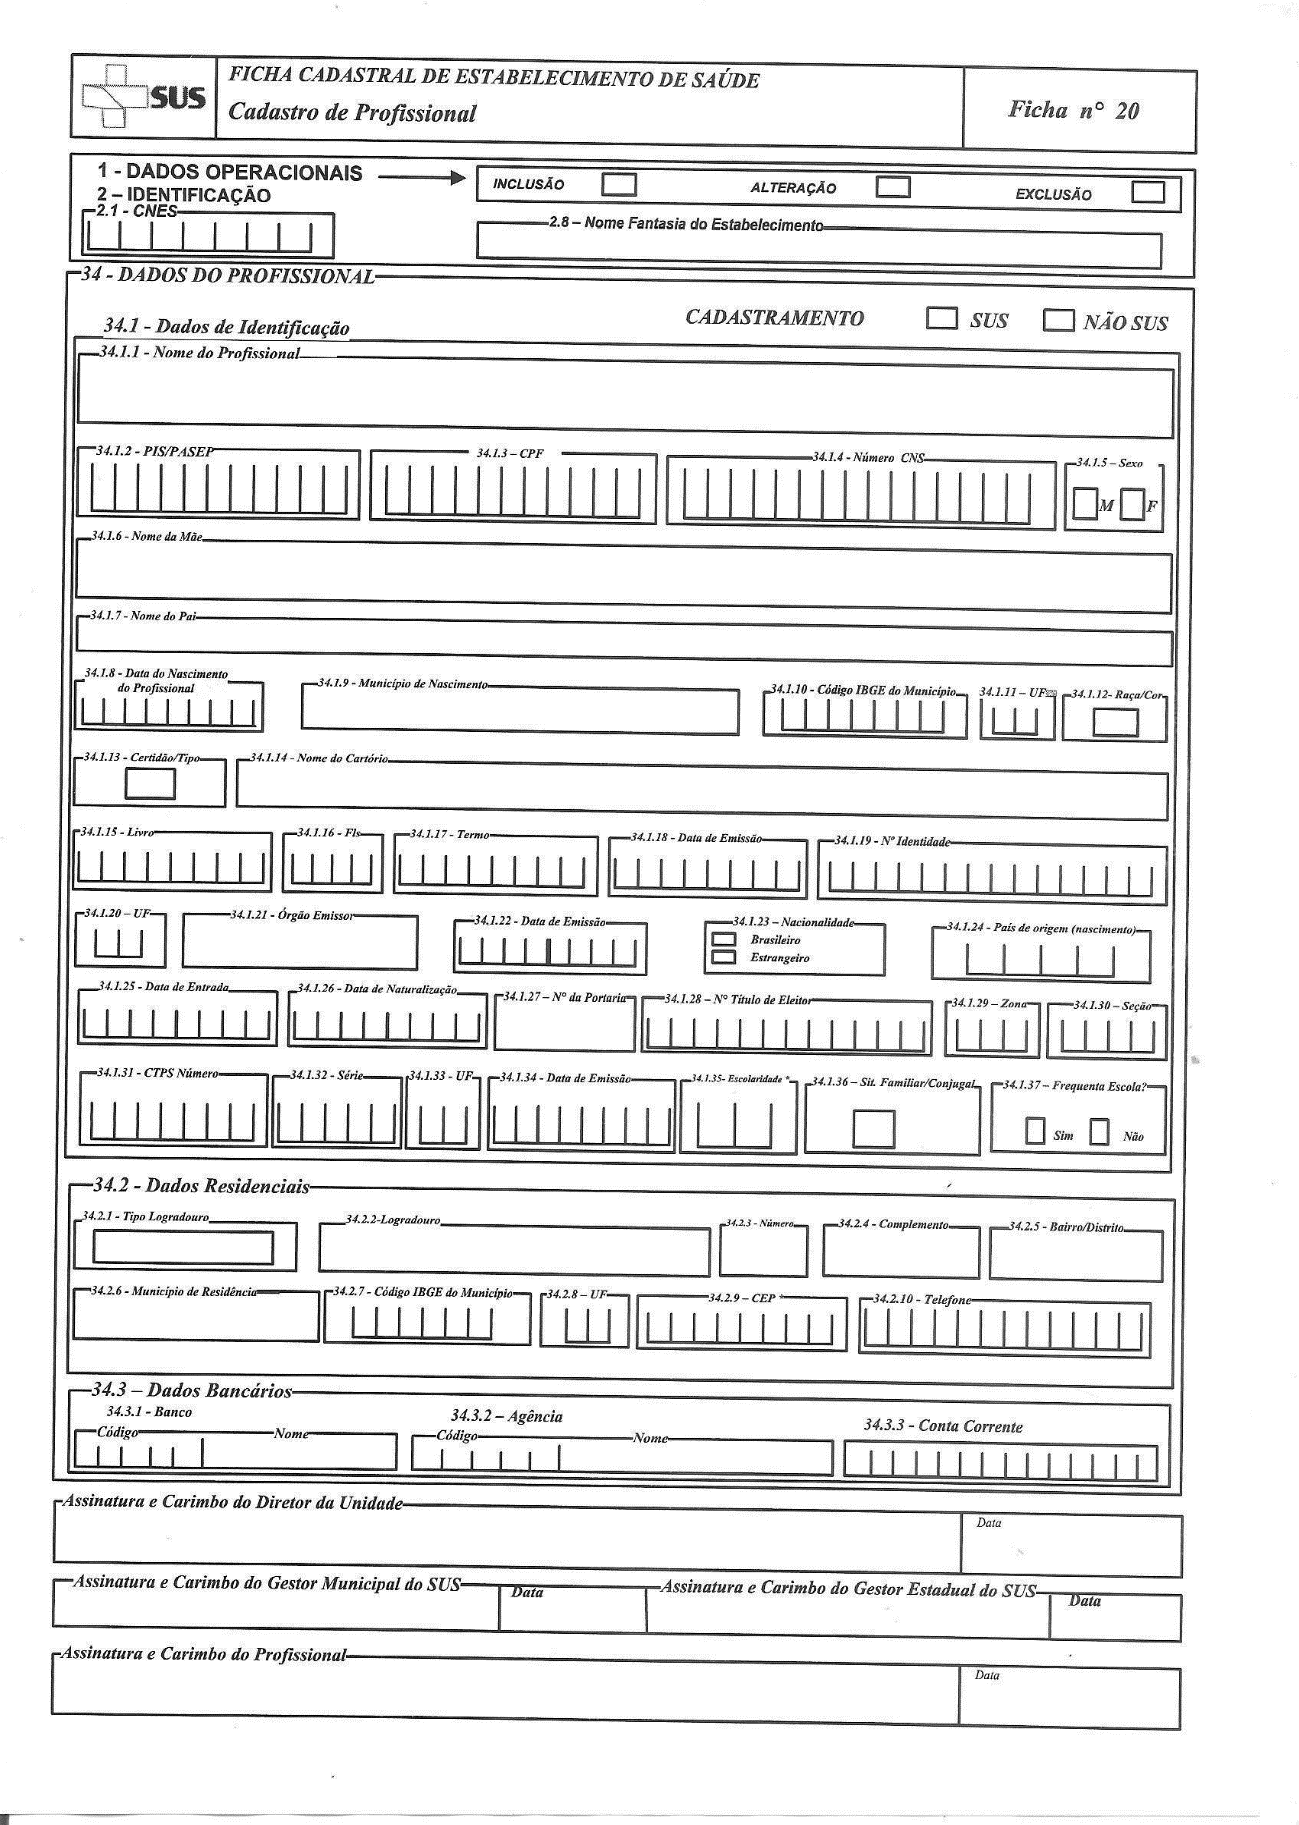 SUS
FICHA CADASTRAL DE ESTABELECIMENTO DE SAÚDE
Cadastro de Profissional
Ficha n° 20
1 - DADOS OPERACIONAIS
INCLUSÃO ALTERAÇÃO EXCLUSÃO
2 – IDENTIFICAÇÃO
2.1 - CNES
2.8 – Nome Fantasia do Estabelecimento
34 - DADOS DO PROFISSIONAL
CADASTRAMENTO SUS NÃO SUS
34.1 - Dados de Identificação
34.1.1 - Nome do Profissional
34.1.2 - PIS/PASEP 34.1.3 – CPF 34.1.4 - Número CNS 34.1.5 – Sexo
M F
34.1.6 - Nome da Mãe
34.1.7 - Nome do Pai
34.1.8 - Data do Nascimento
do Profissional
34.1.9 - Município de Nascimento 34.1.10 - Código IBGE do Município 34.1.11 – UF 34.1.12- Raça/Cor
34.1.13 - Certidão/Tipo 34.1.14 - Nome do Cartório
34.1.15 - Livro 34.1.16 - Fls 34.1.17 - Termo 34.1.18 - Data de Emissão 34.1.19 - Nº Identidade
34.1.20 – UF 34.1.21 - Órgão Emissor 34.1.22 - Data de Emissão 34.1.23 – Nacionalidade 34.1.24 - País de origem (nascimento)
Brasileiro
Estrangeiro
34.1.25 - Data de Entrada 34.1.26 - Data de Naturalização 34.1.27 – N° da Portaria 34.1.28 – N° Título de Eleitor 34.1.29 – Zona 34.1.30 – Seção
34.1.31 - CTPS Número 34.1.32 - Série 34.1.33 - UF 34.1.34 - Data de Emissão 34.1.35- Escolaridade * 34.1.36 – Sit. Familiar/Conjugal 34.1.37 – Frequenta Escola?
Sim Não
34.2 - Dados Residenciais
34.2.1 - Tipo Logradouro 34.2.2-Logradouro 34.2.3 - Número 34.2.4 - Complemento 34.2.5 - Bairro/Distrito
34.2.6 - Município de Residência 34.2.7 - Código IBGE do Município 34.2.8 – UF 34.2.9 – CEP * 34.2.10 - Telefone
34.3 – Dados Bancários
34.3.1 - Banco 34.3.2 – Agência 34.3.3 - Conta Corrente
Código Nome Código Nome
Assinatura e Carimbo do Diretor da Unidade
Data
Assinatura e Carimbo do Gestor Municipal do SUS Data Assinatura e Carimbo do Gestor Estadual do SUS Data
Assinatura e Carimbo do Profissional
Data